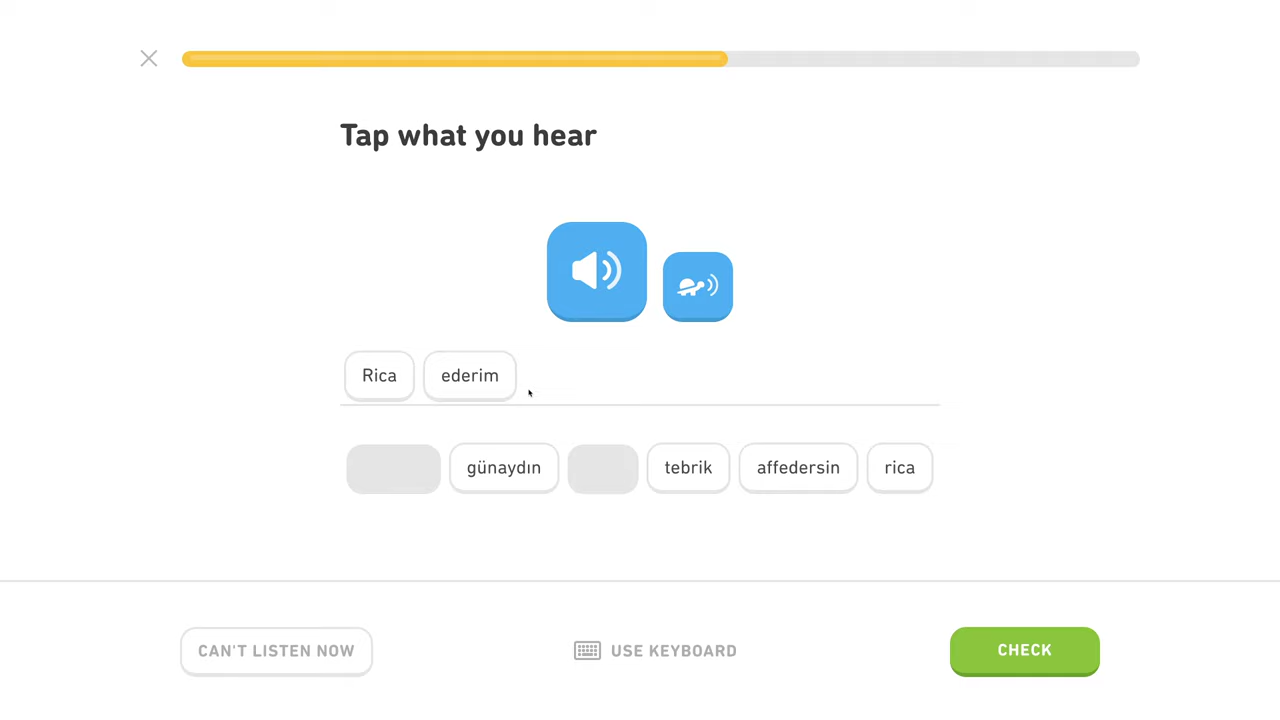 Tap what you hear
Rica ederim
günaydın tebrik affedersin rica
CAN'T LISTEN NOW USE KEYBOARD CHECK